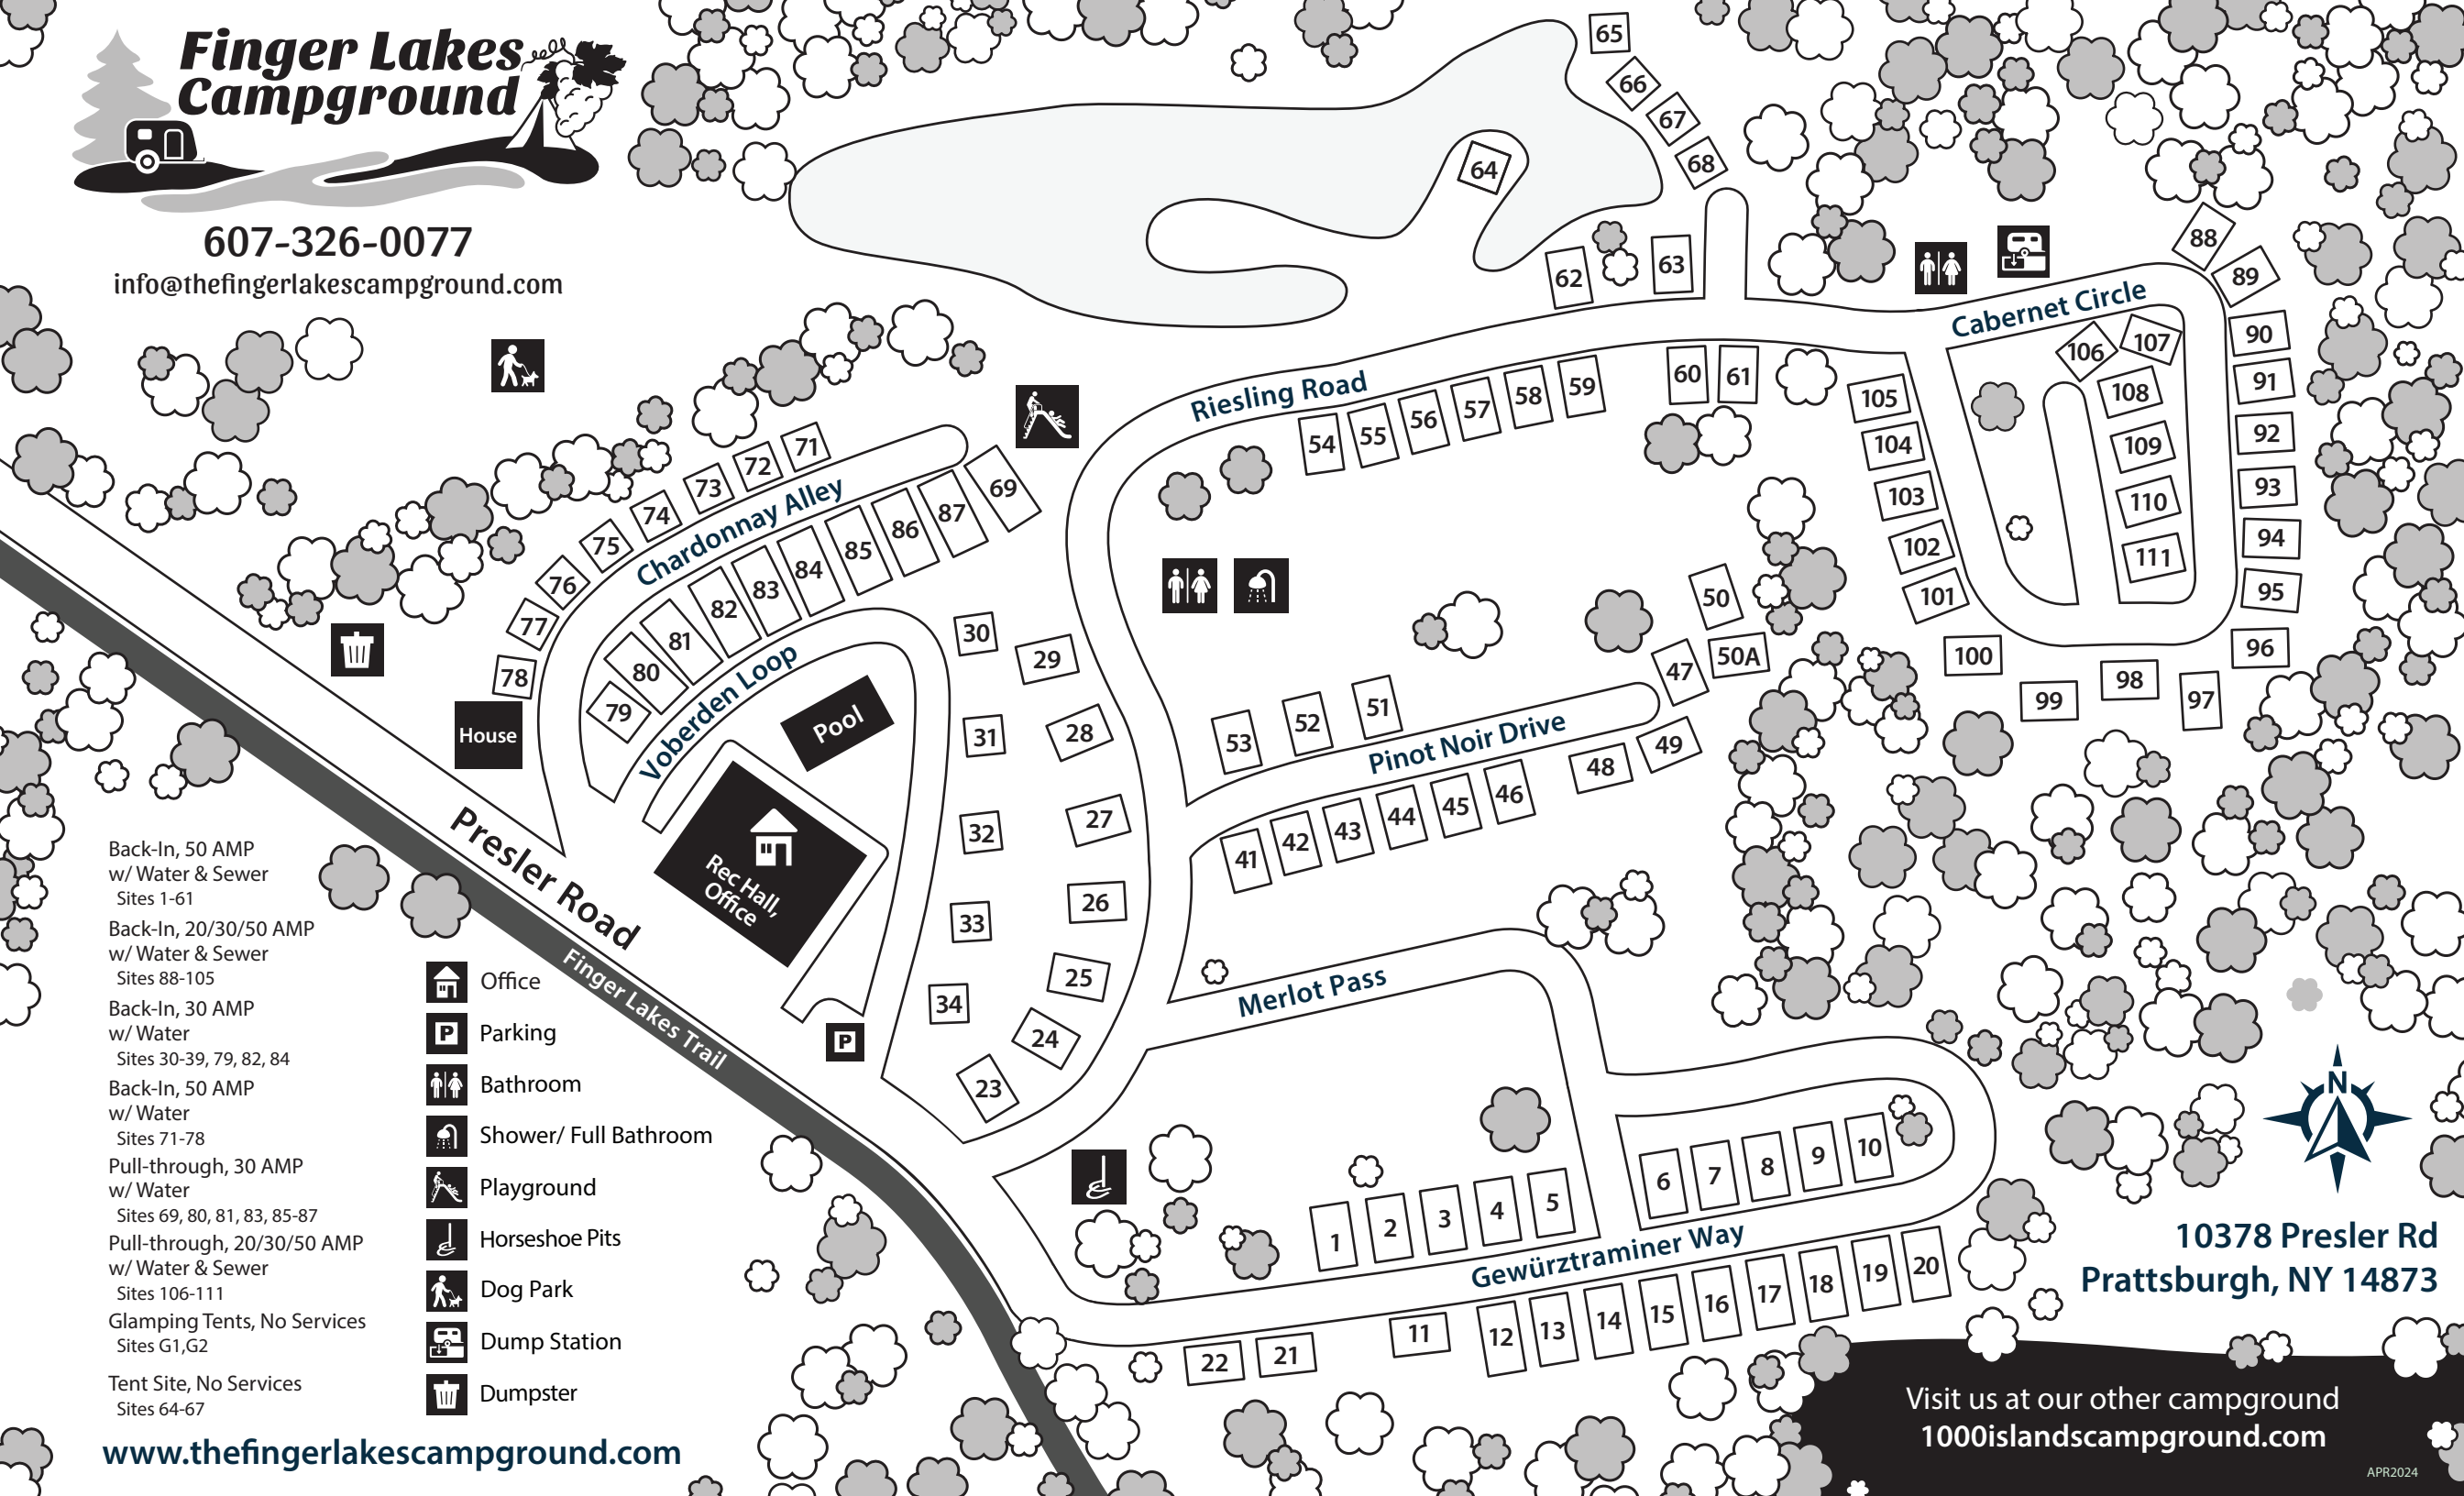 Finger Lakes
Campground
607-326-0077
info@thefingerlakescampground.com
65
66
67
68
64
62
63
88
89
Cabernet Circle
90
91
92
93
94
95
96
97
98
99
100
101
102
103
104
105
106
107
108
109
110
111
Riesling Road
54
55
56
57
58
59
60
61
71
72
73
74
75
76
77
78
Chardonnay Alley
79
80
81
82
83
84
85
86
87
69
House
Voberden Loop
Pool
Rec Hall,
Office
P
30
29
31
28
32
27
33
26
34
25
24
23
50
50A
47
49
48
51
52
53
Pinot Noir Drive
41
42
43
44
45
46
Merlot Pass
6
7
8
9
10
1
2
3
4
5
Gewürztraminer Way
22
21
11
12
13
14
15
16
17
18
19
20
Presler Road
Finger Lakes Trail
Back-In, 50 AMP
w/ Water & Sewer
Sites 1-61
Back-In, 20/30/50 AMP
w/ Water & Sewer
Sites 88-105
Back-In, 30 AMP
w/ Water
Sites 30-39, 79, 82, 84
Back-In, 50 AMP
w/ Water
Sites 71-78
Pull-through, 30 AMP
w/ Water
Sites 69, 80, 81, 83, 85-87
Pull-through, 20/30/50 AMP
w/ Water & Sewer
Sites 106-111
Glamping Tents, No Services
Sites G1,G2
Tent Site, No Services
Sites 64-67
Office
P Parking
Bathroom
Shower/ Full Bathroom
Playground
Horseshoe Pits
Dog Park
Dump Station
Dumpster
www.thefingerlakescampground.com
N
10378 Presler Rd
Prattsburgh, NY 14873
Visit us at our other campground
1000islandscampground.com
APR2024